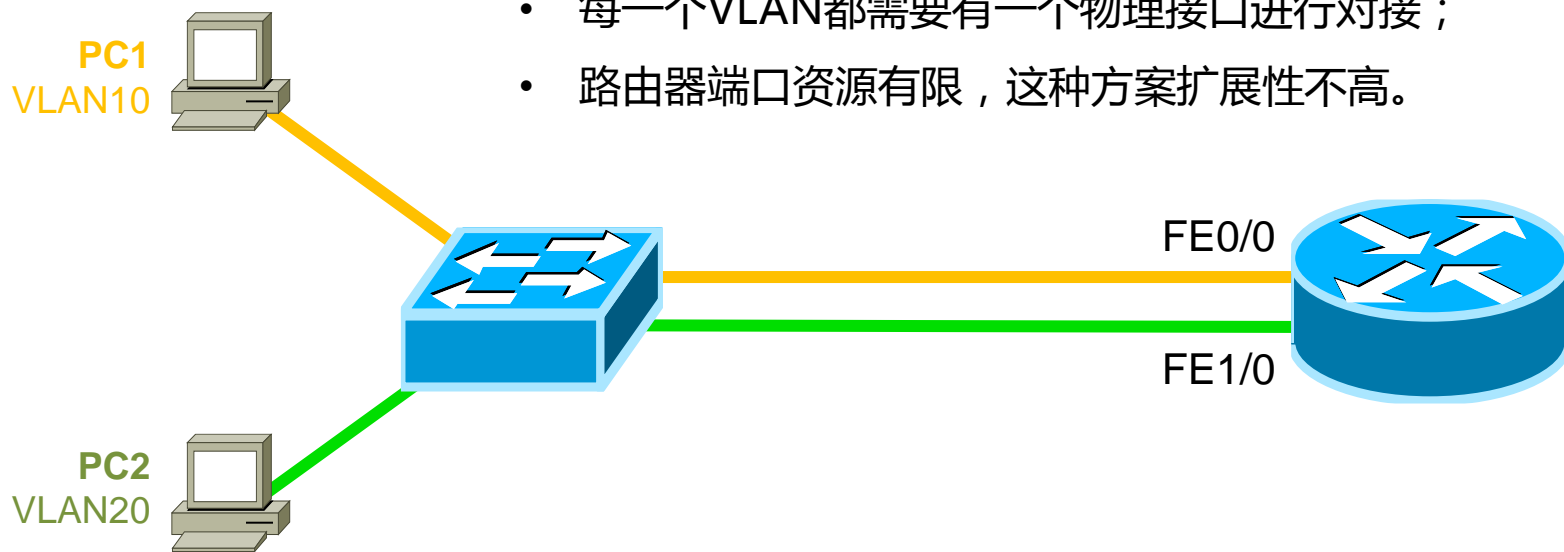 • 每一个VLAN都需要有一个物理接口进行对接；
• 路由器端口资源有限，这种方案扩展性不高。
PC1
VLAN10
FE0/0
FE1/0
PC2
VLAN20